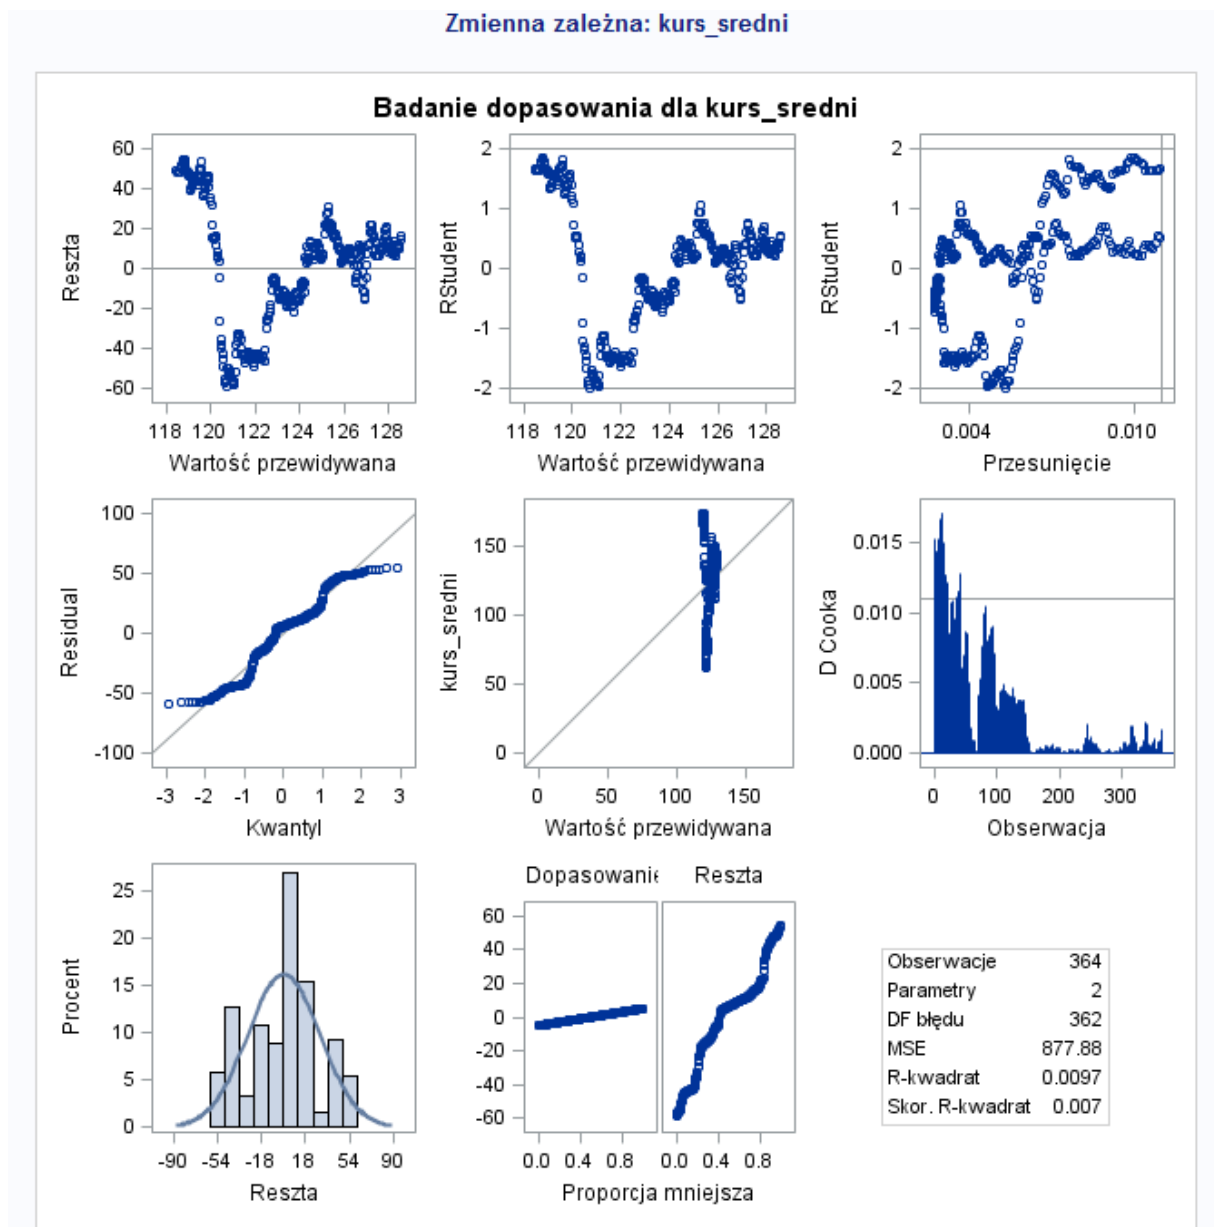 Zmienna zależna: kurs_sredni
Badanie dopasowania dla kurs_sredni
60
40
20
0
-20
-40
-60
Reszta
118 120 122 124 126 128
Wartość przewidywana
2
1
0
-1
-2
RStudent
118 120 122 124 126 128
Wartość przewidywana
2
1
0
-1
-2
RStudent
0.004 0.010
Przesunięcie
100
50
0
-50
-100
Residual
-3 -2 -1 0 1 2 3
Kwantyl
150
100
50
0
kurs_sredni
0 50 100 150
Wartość przewidywana
0.015
0.010
0.005
0.000
D Cooka
0 100 200 300
Obserwacja
25
20
15
10
5
0
Procent
-90 -54 -18 18 54 90
Reszta
Dopasowanie Reszta
60
40
20
0
-20
-40
-60
0.0 0.4 0.8 0.0 0.4 0.8
Proporcja mniejsza
Obserwacje 364
Parametry 2
DF błędu 362
MSE 877.88
R-kwadrat 0.0097
Skor. R-kwadrat 0.007